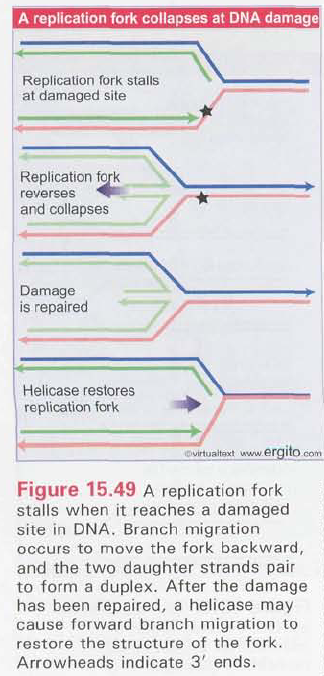 A replication fork collapses at DNA damage
Replication fork stalls
at damaged site
Replication fork
reverses
and collapses
Damage
is repaired
Helicase restores
replication fork
©virtualtext www.ergito.com
Figure 15.49 A replication fork
stalls when it reaches a damaged
site in DNA. Branch migration
occurs to move the fork backward,
and the two daughter strands pair
to form a duplex. After the damage
has been repaired, a helicase may
cause forward branch migration to
restore the structure of the fork.
Arrowheads indicate 3′ ends.